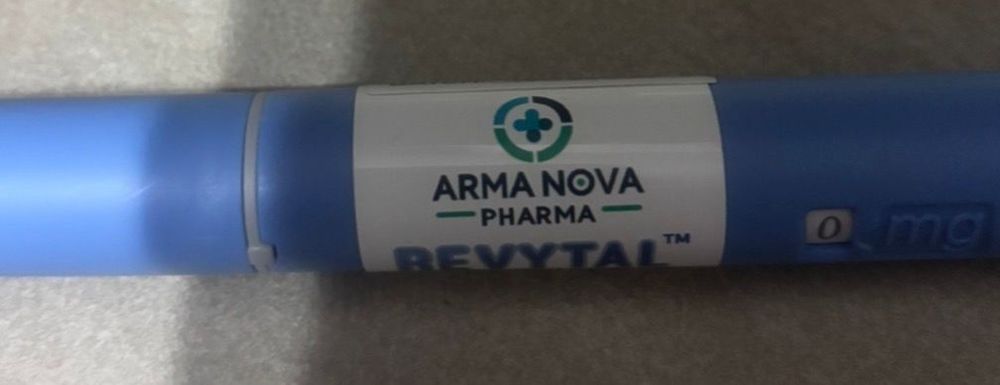 ARMA NOVA
PHARMA
REVYTAL™
0 mg